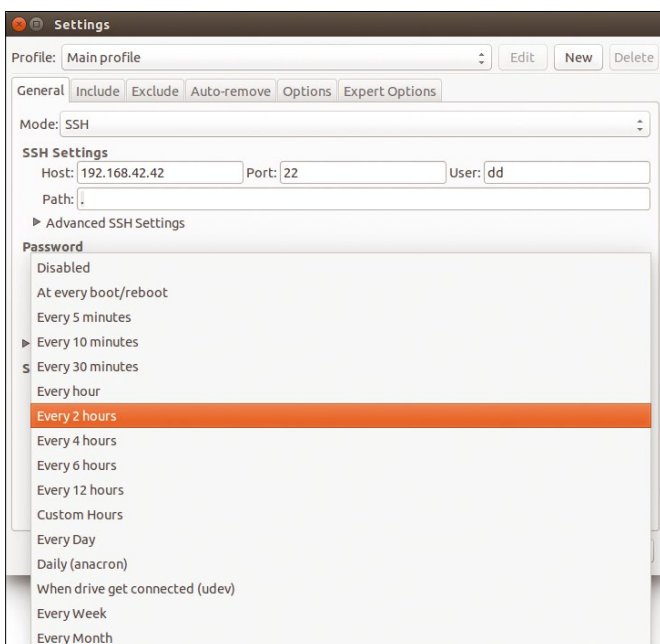 Settings
Profile: Main profile Edit New Delete
General Include Exclude Auto-remove Options Expert Options
Mode: SSH
SSH Settings
Host: 192.168.42.42 Port: 22 User: dd
Path: .
Advanced SSH Settings
Password
Disabled
At every boot/reboot
Every 5 minutes
Every 10 minutes
Every 30 minutes
S
Every hour
Every 2 hours
Every 4 hours
Every 6 hours
Every 12 hours
Custom Hours
Every Day
Daily (anacron)
When drive get connected (udev)
Every Week
Every Month